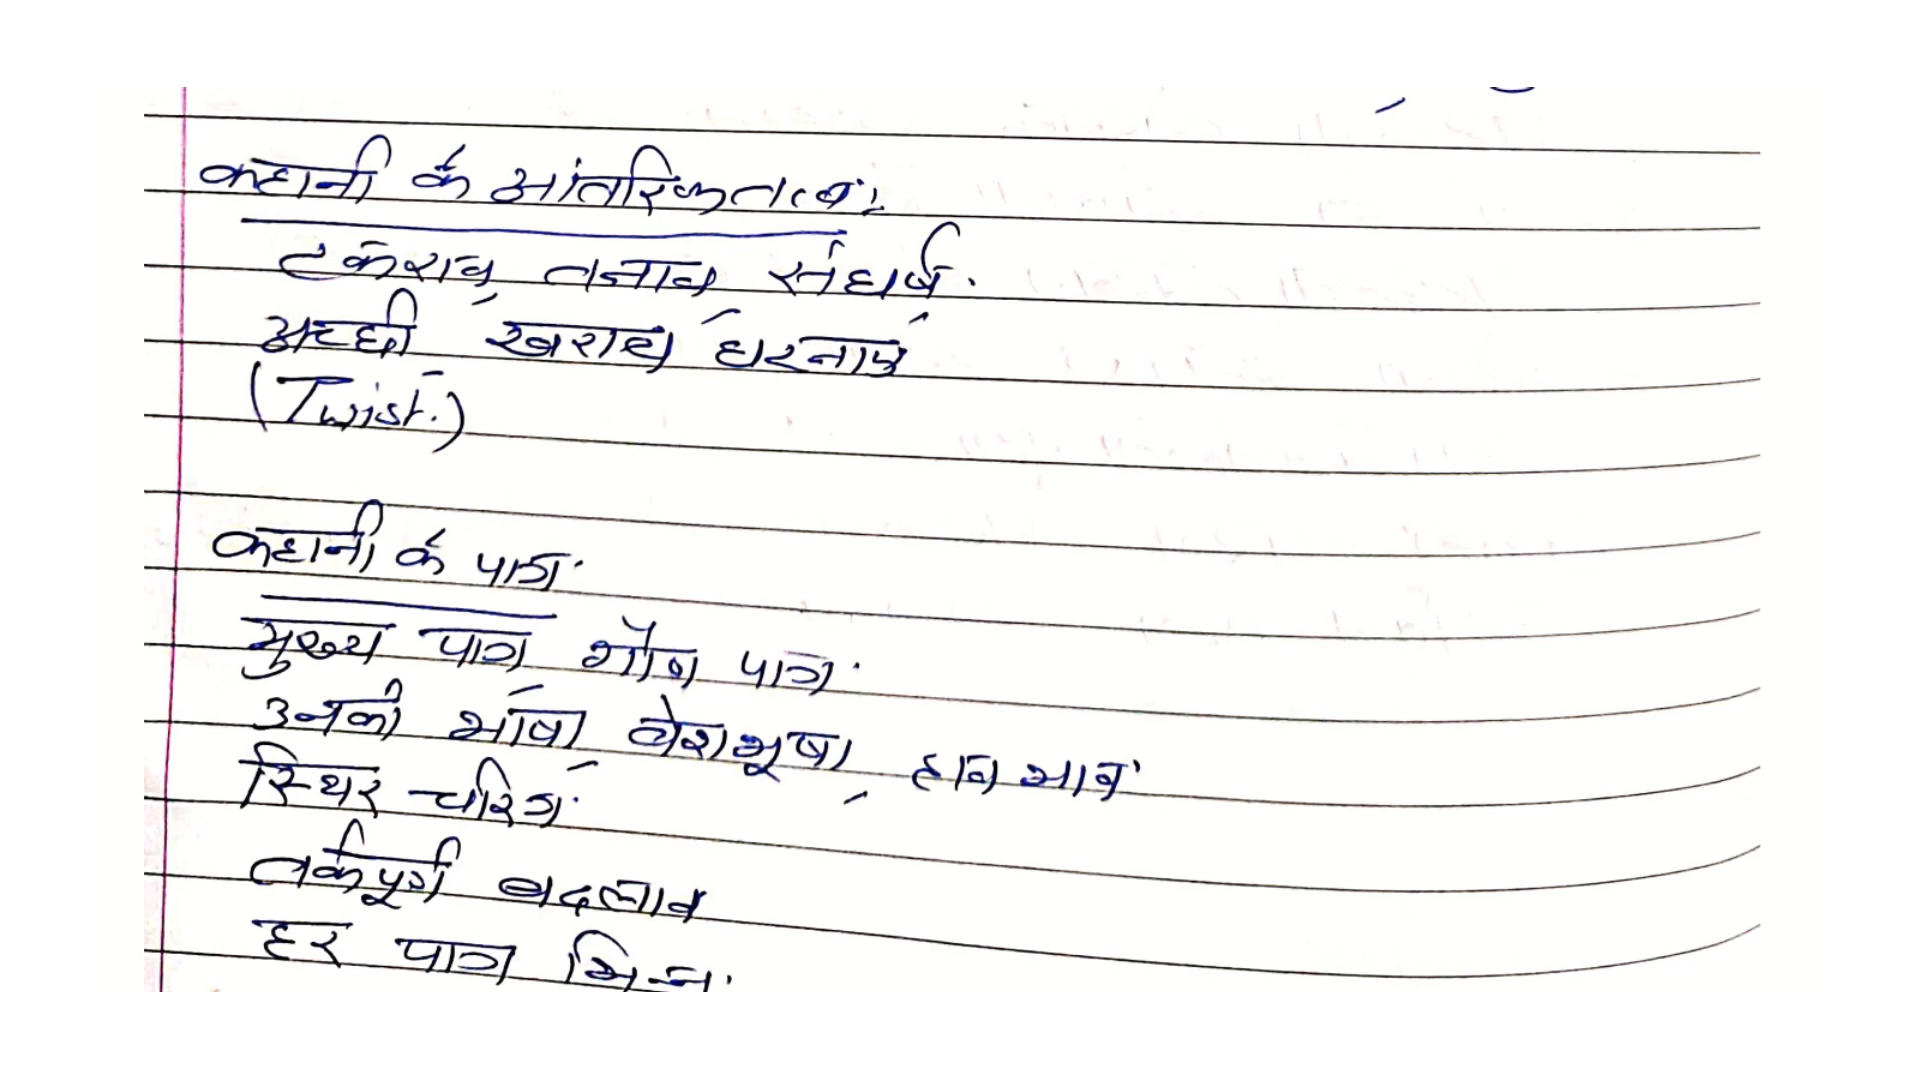 कहानी के आंतरिक तत्व:
टकराव, तनाव, संघर्ष.
अच्छी, खराब घटनाएं
(Twist.)
कहानी के पात्र.
मुख्य पात्र, गौण पात्र.
उनकी भाषा, वेशभूषा, हाव भाव.
स्थिर चरित्र.
तर्कपूर्ण बदलाव
हर पात्र भिन्न.